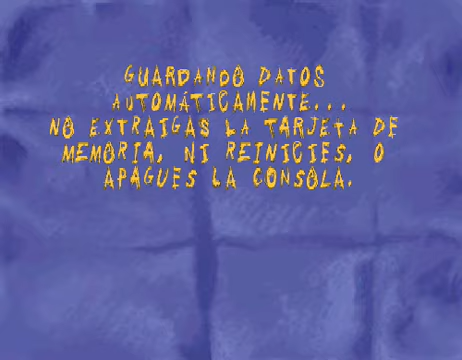 GUARDANDO DATOS
AUTOMÁTICAMENTE...
NO EXTRAIGAS LA TARJETA DE
MEMORIA, NI REINICIES, O
APAGUES LA CONSOLA.